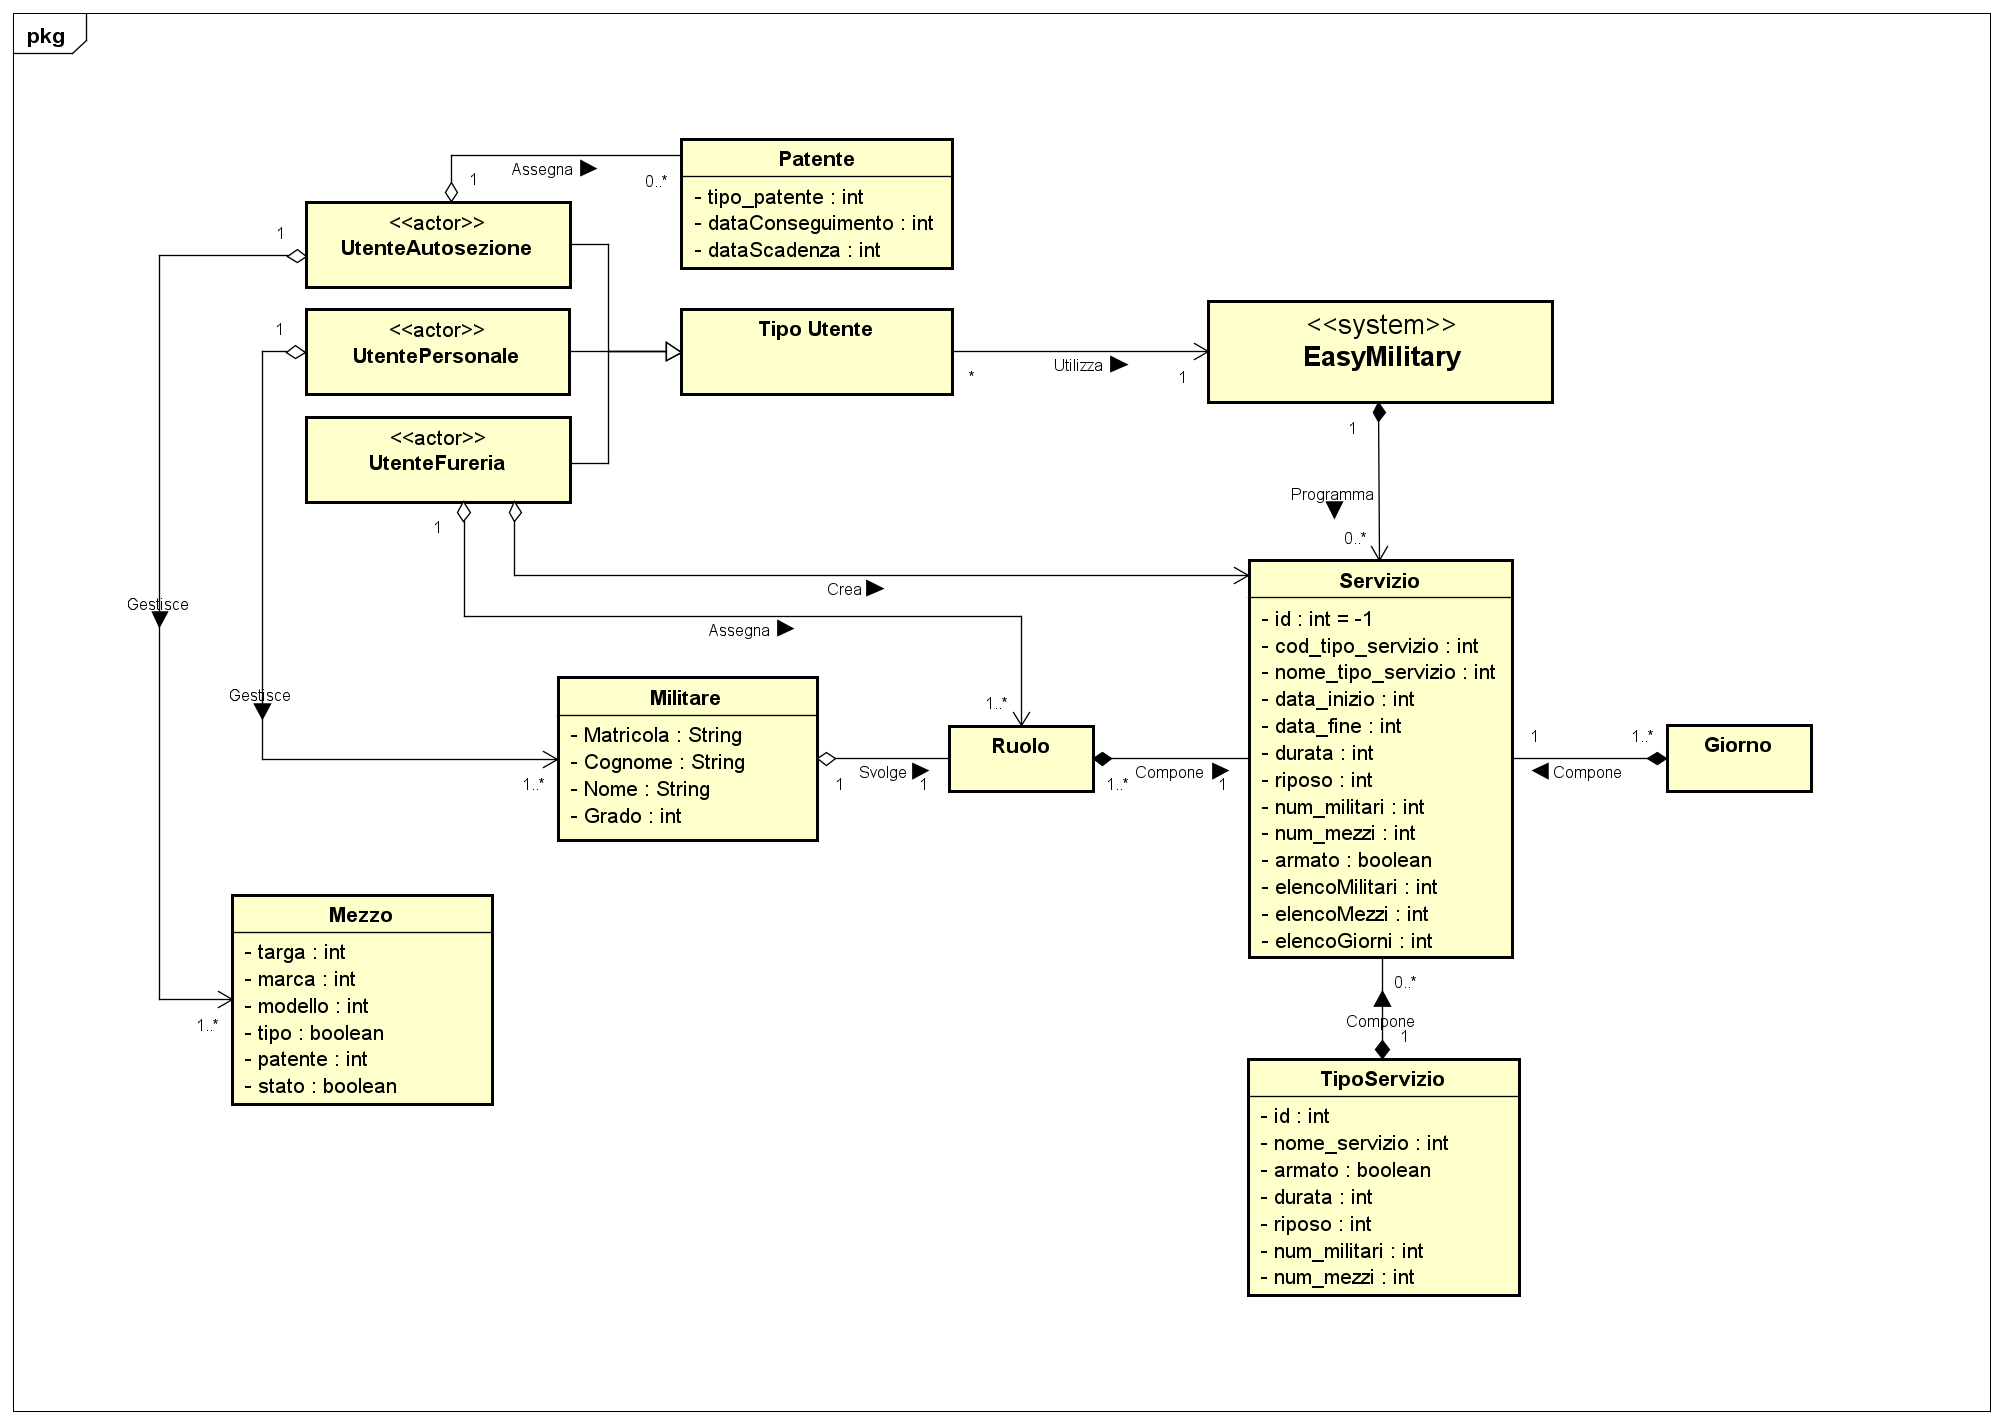 pkg
Patente
- tipo_patente : int
- dataConseguimento : int
- dataScadenza : int
Assegna
1
0..*
<<actor>>
UtenteAutosezione
1
<<actor>>
UtentePersonale
1
Tipo Utente
Utilizza
*
1
<<system>>
EasyMilitary
<<actor>>
UtenteFureria
1
1
Programma
0..*
Crea
Assegna
1..*
Gestisce
Gestisce
1..*
Militare
- Matricola : String
- Cognome : String
- Nome : String
- Grado : int
Svolge
1
1
Ruolo
Compone
1..*
1
Servizio
- id : int = -1
- cod_tipo_servizio : int
- nome_tipo_servizio : int
- data_inizio : int
- data_fine : int
- durata : int
- riposo : int
- num_militari : int
- num_mezzi : int
- armato : boolean
- elencoMilitari : int
- elencoMezzi : int
- elencoGiorni : int
1
1..*
Compone
Giorno
Mezzo
- targa : int
- marca : int
- modello : int
- tipo : boolean
- patente : int
- stato : boolean
1..*
0..*
Compone
1
TipoServizio
- id : int
- nome_servizio : int
- armato : boolean
- durata : int
- riposo : int
- num_militari : int
- num_mezzi : int